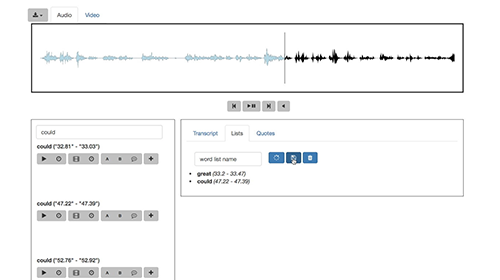 Audio Video
could
could ("32.81" - "33.03")
A B
could ("47.22 - "47.39")
A B
could ("52.76" - "52.92")
A B
Transcript Lists Quotes
word list name
great (33.2 - 33.47)
could (47.22 - 47.39)